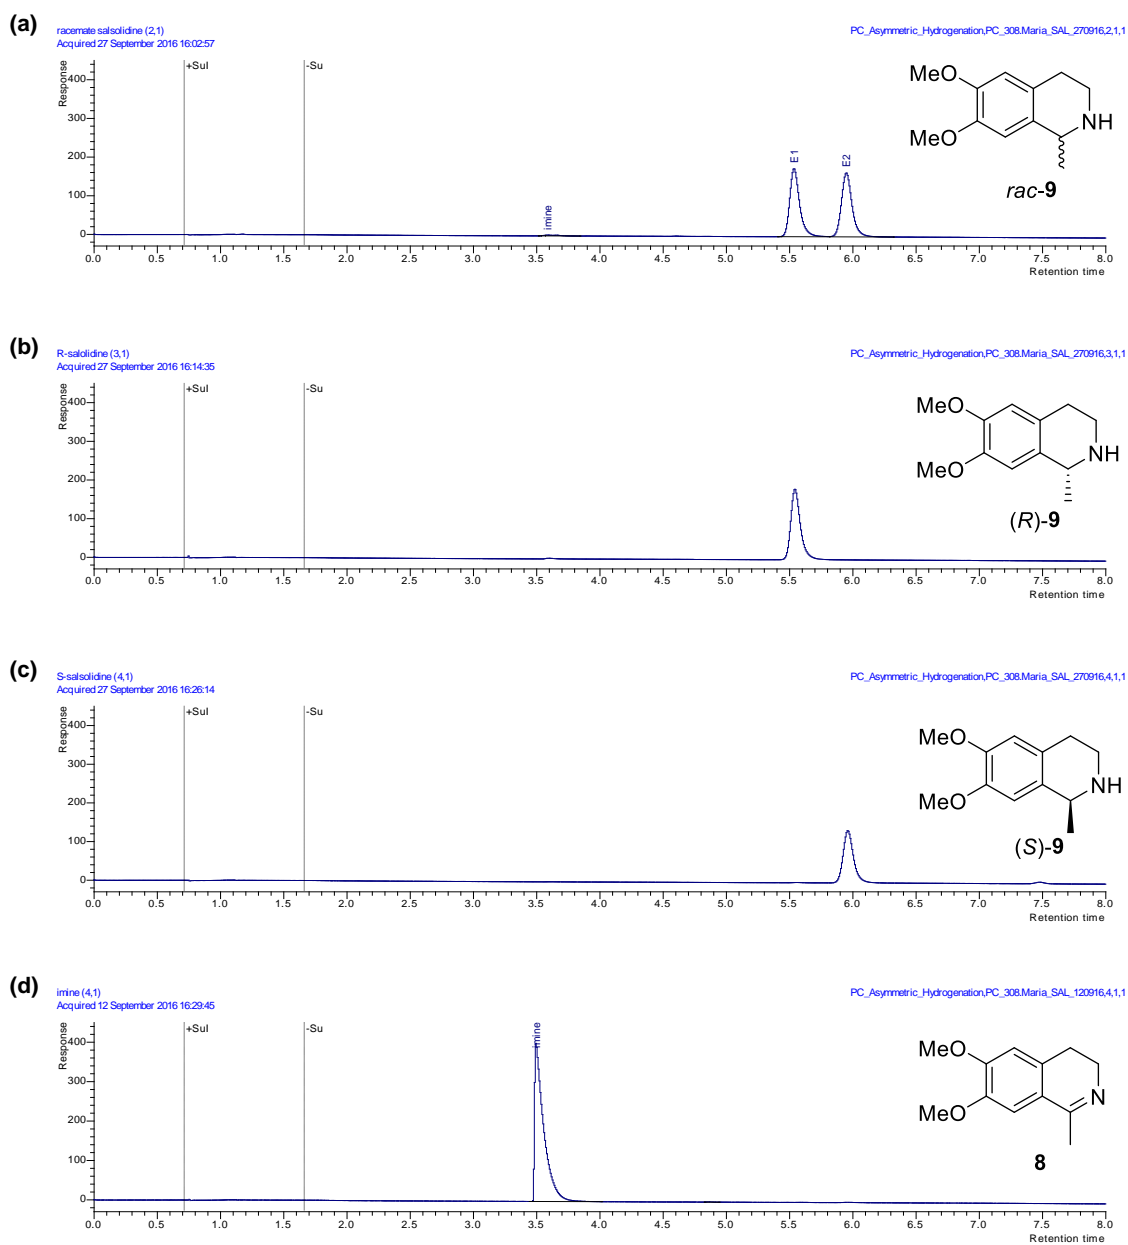 (a)
racemate salsolidine (2,1)
Acquired 27 September 2016 16:02:57
PC_Asymmetric_Hydrogenation,PC_308.Maria_SAL_270916,2,1,1
Response
400
300
200
100
0
+Sul
-Su
imine
E1
E2
MeO
MeO
NH
rac-9
0.0 0.5 1.0 1.5 2.0 2.5 3.0 3.5 4.0 4.5 5.0 5.5 6.0 6.5 7.0 7.5 8.0
Retention time
(b)
R-salolidine (3,1)
Acquired 27 September 2016 16:14:35
PC_Asymmetric_Hydrogenation,PC_308.Maria_SAL_270916,3,1,1
Response
400
300
200
100
0
+Sul
-Su
MeO
MeO
NH
(R)-9
0.0 0.5 1.0 1.5 2.0 2.5 3.0 3.5 4.0 4.5 5.0 5.5 6.0 6.5 7.0 7.5 8.0
Retention time
(c)
S-salsolidine (4,1)
Acquired 27 September 2016 16:26:14
PC_Asymmetric_Hydrogenation,PC_308.Maria_SAL_270916,4,1,1
Response
400
300
200
100
0
+Sul
-Su
MeO
MeO
NH
(S)-9
0.0 0.5 1.0 1.5 2.0 2.5 3.0 3.5 4.0 4.5 5.0 5.5 6.0 6.5 7.0 7.5 8.0
Retention time
(d)
imine (4,1)
Acquired 12 September 2016 16:29:45
PC_Asymmetric_Hydrogenation,PC_308.Maria_SAL_120916,4,1,1
Response
400
300
200
100
0
+Sul
-Su
imine
MeO
MeO
N
8
0.0 0.5 1.0 1.5 2.0 2.5 3.0 3.5 4.0 4.5 5.0 5.5 6.0 6.5 7.0 7.5 8.0
Retention time